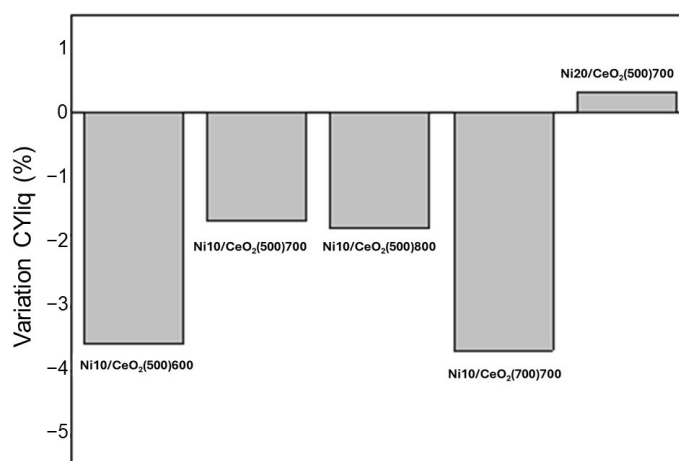 1
Ni20/CeO₂(500)700
0
−1
Variation CYliq (%)
−2
Ni10/CeO₂(500)700
Ni10/CeO₂(500)800
−3
−4
Ni10/CeO₂(500)600
Ni10/CeO₂(700)700
−5